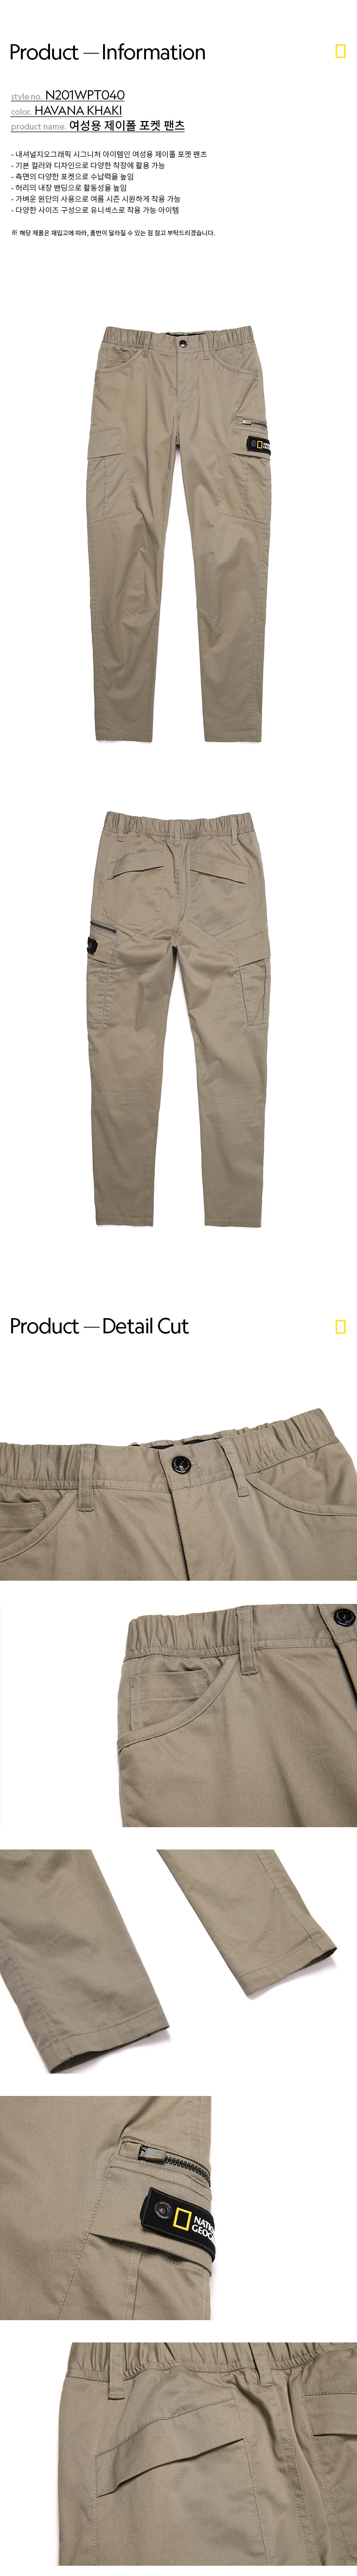 Product — Information
style no. N201WPT040
color. HAVANA KHAKI
product name. 여성용 제이폴 포켓 팬츠
- 내셔널지오그래픽 시그니처 아이템인 여성용 제이폴 포켓 팬츠
- 기본 컬러와 디자인으로 다양한 착장에 활용 가능
- 측면의 다양한 포켓으로 수납력을 높임
- 허리의 내장 밴딩으로 활동성을 높임
- 가벼운 원단의 사용으로 여름 시즌 시원하게 착용 가능
- 다양한 사이즈 구성으로 유니섹스로 착용 가능 아이템
※ 해당 제품은 재입고에 따라, 품번이 달라질 수 있는 점 참고 부탁드리겠습니다.
Product — Detail Cut